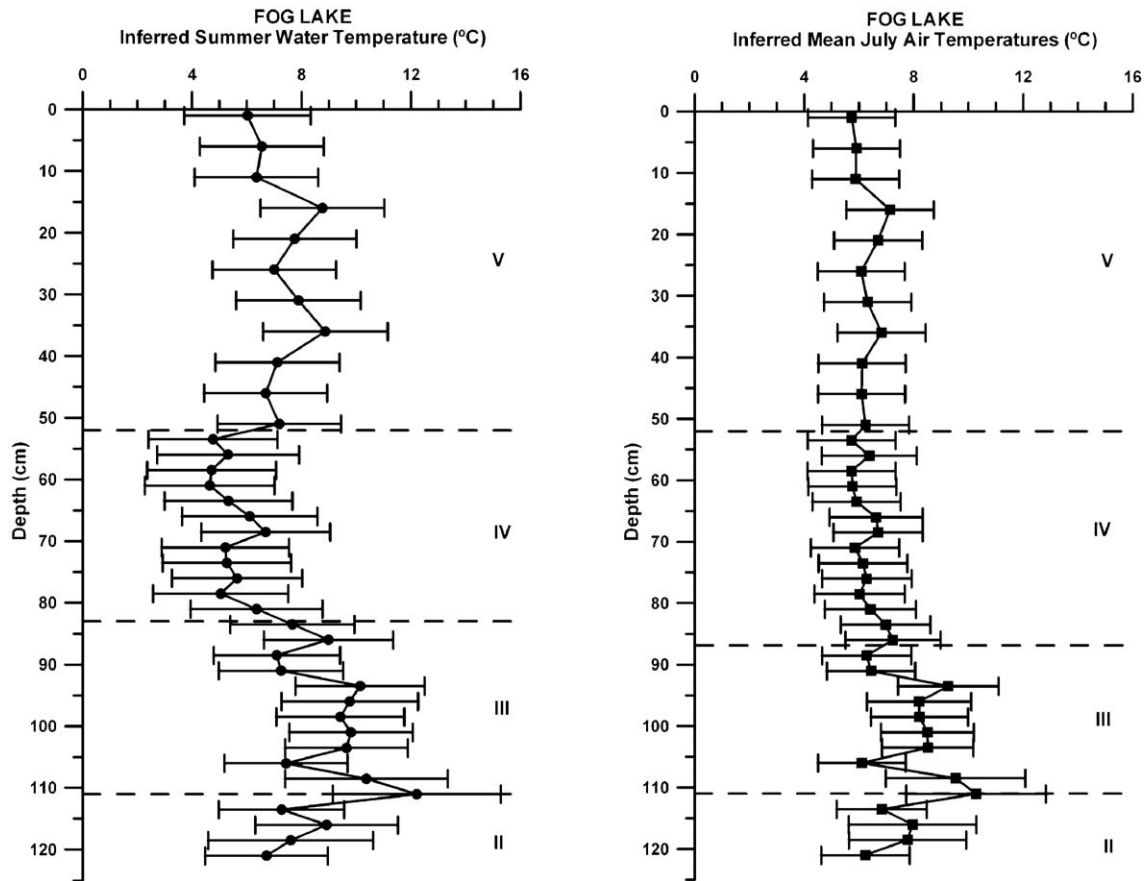 FOG LAKE
Inferred Summer Water Temperature (ºC)
0 4 8 12 16
0
10
20
30
40
50
60
70
80
90
100
110
120
Depth (cm)
V
IV
III
II
FOG LAKE
Inferred Mean July Air Temperatures (ºC)
0 4 8 12 16
0
10
20
30
40
50
60
70
80
90
100
110
120
Depth (cm)
V
IV
III
II